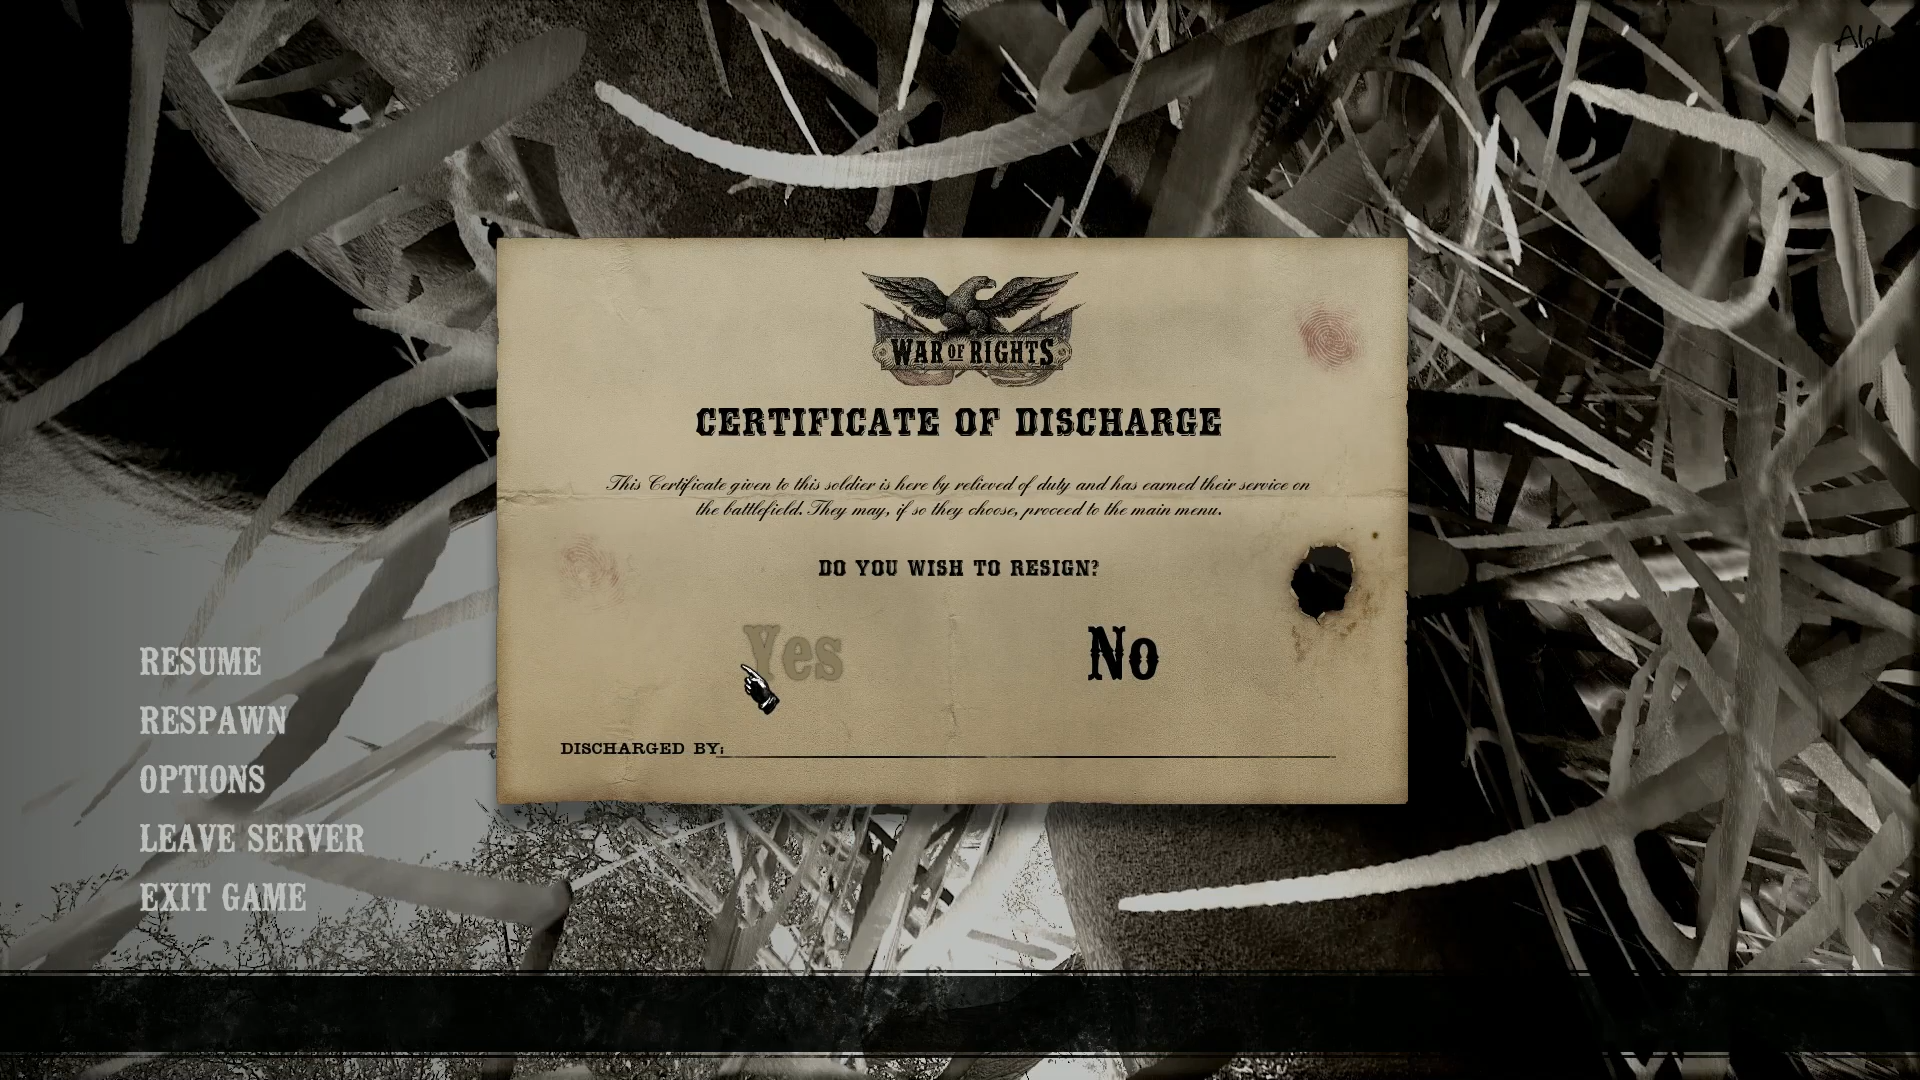 WAR OF RIGHTS
CERTIFICATE OF DISCHARGE
This Certificate given to this soldier is here by relieved of duty and has earned their service on
the battlefield. They may, if so they choose, proceed to the main menu.
DO YOU WISH TO RESIGN?
Yes
No
DISCHARGED BY:
RESUME
RESPAWN
OPTIONS
LEAVE SERVER
EXIT GAME